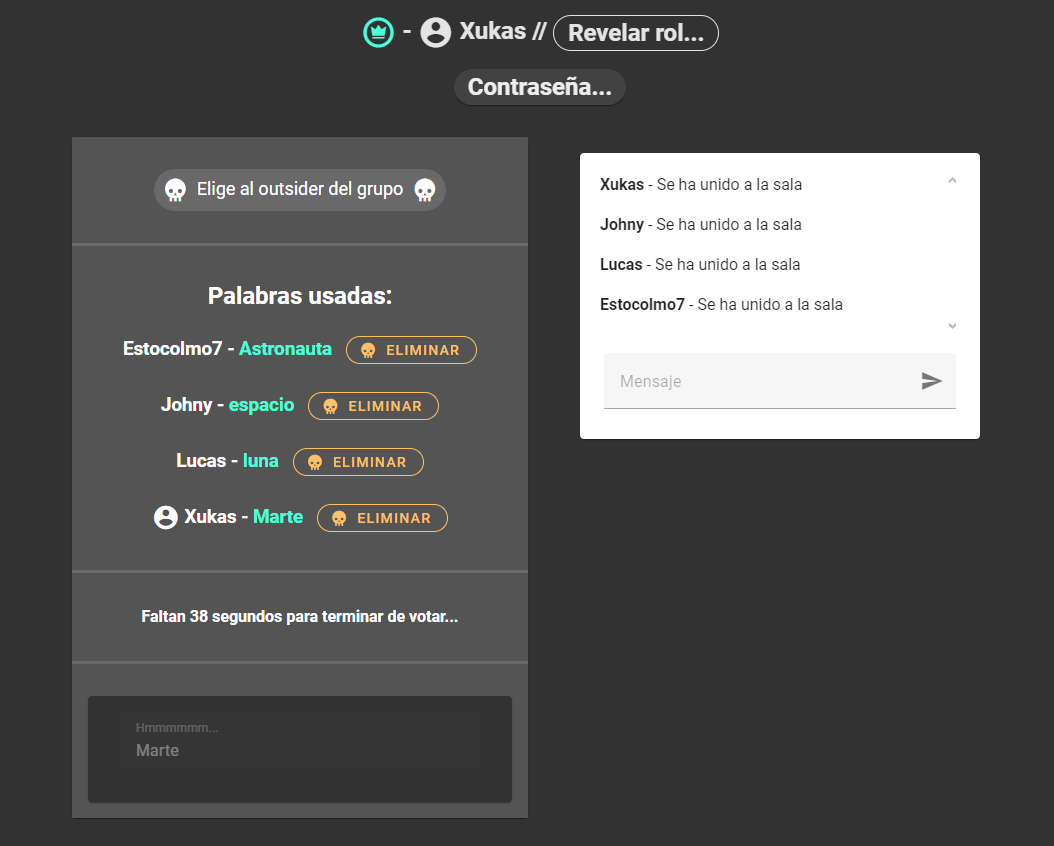 - Xukas // Revelar rol...
Contraseña...
Elige al outsider del grupo
Palabras usadas:
Estocolmo7 - Astronauta ELIMINAR
Johny - espacio ELIMINAR
Lucas - luna ELIMINAR
Xukas - Marte ELIMINAR
Faltan 38 segundos para terminar de votar...
Hmmmmmm...
Marte
Xukas - Se ha unido a la sala
Johny - Se ha unido a la sala
Lucas - Se ha unido a la sala
Estocolmo7 - Se ha unido a la sala
Mensaje